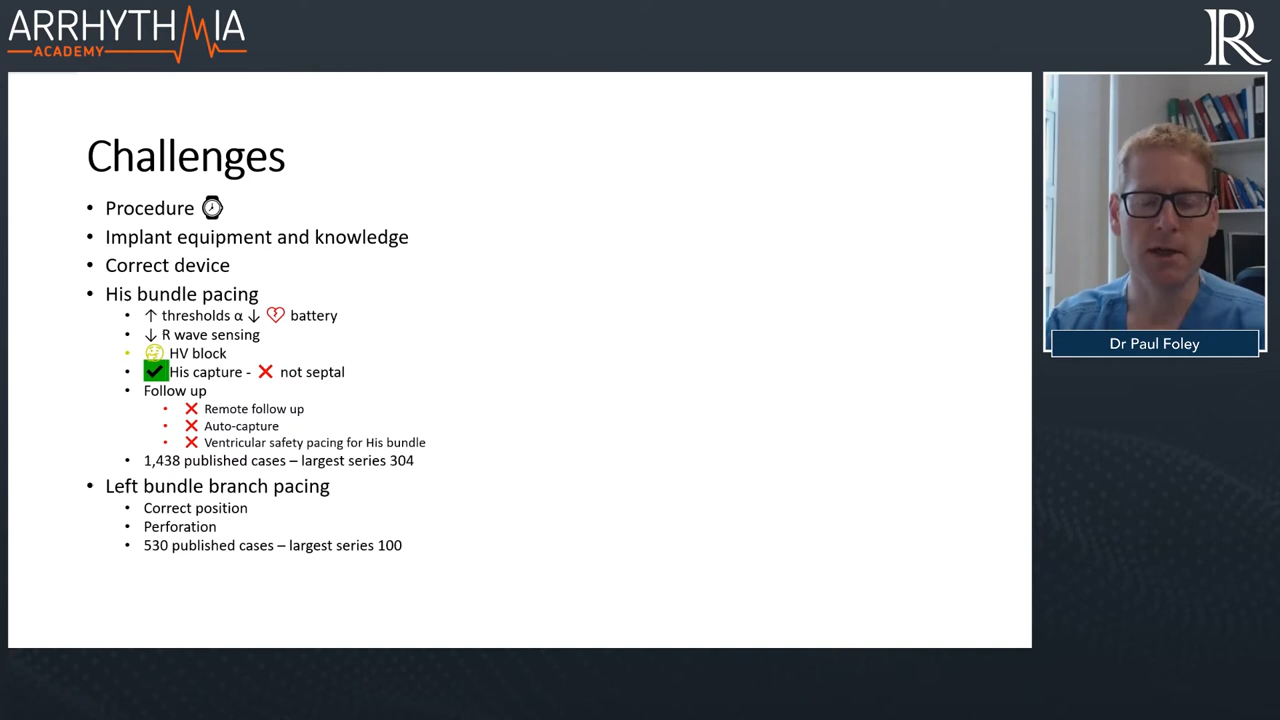 ARRHYTHMIA
ACADEMY
R
Challenges
• Procedure
• Implant equipment and knowledge
• Correct device
• His bundle pacing
• ↑ thresholds α ↓ 💔 battery
• ↓ R wave sensing
• HV block
• ✔ His capture - ❌ not septal
• Follow up
• ❌ Remote follow up
• ❌ Auto-capture
• ❌ Ventricular safety pacing for His bundle
• 1,438 published cases – largest series 304
• Left bundle branch pacing
• Correct position
• Perforation
• 530 published cases – largest series 100
Dr Paul Foley